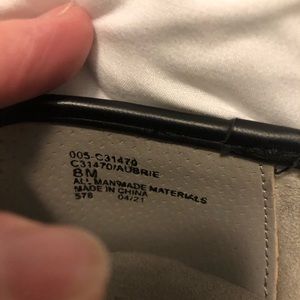 005-C31470
C31470/AUBRIE
8M
ALL MANMADE MATERIALS
MADE IN CHINA
578 04/21